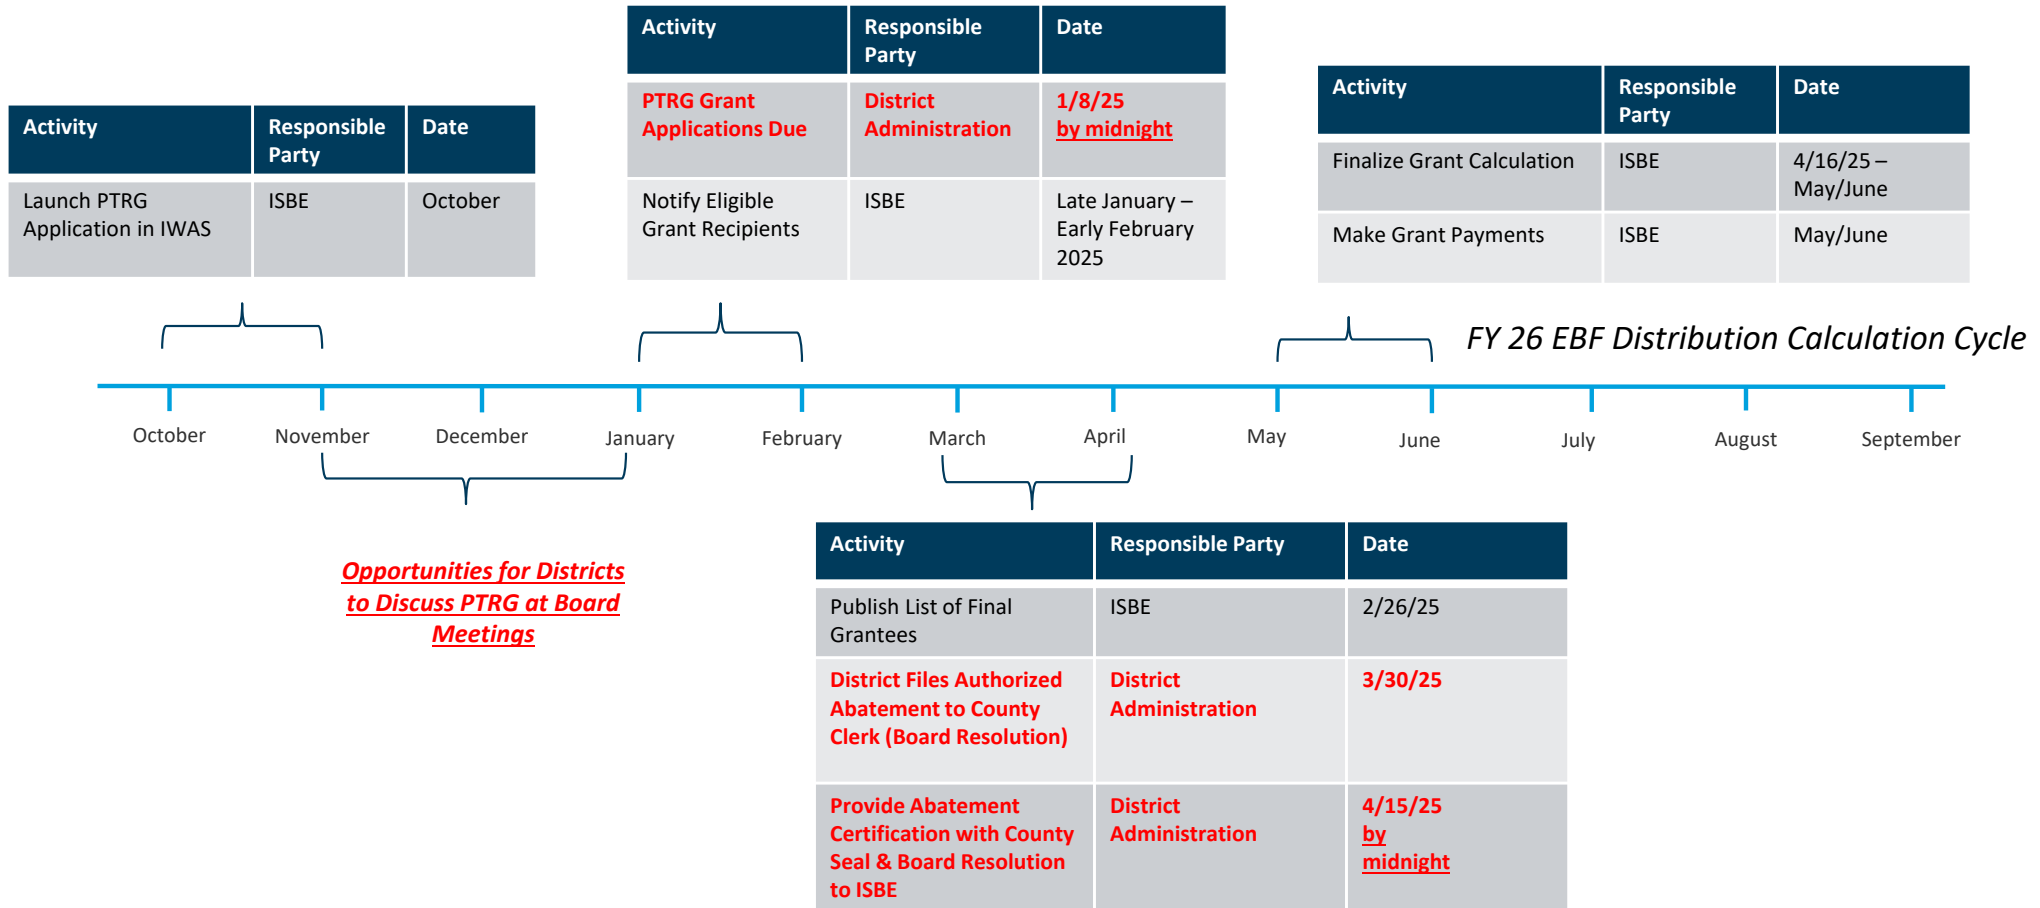 Activity
Responsible
Party
Date
Launch PTRG
Application in IWAS
ISBE
October
Activity
Responsible
Party
Date
PTRG Grant
Applications Due
District
Administration
1/8/25
by midnight
Notify Eligible
Grant Recipients
ISBE
Late January –
Early February
2025
Activity
Responsible
Party
Date
Finalize Grant Calculation
ISBE
4/16/25 –
May/June
Make Grant Payments
ISBE
May/June
FY 26 EBF Distribution Calculation Cycle
October
November
December
January
February
March
April
May
June
July
August
September
Opportunities for Districts
to Discuss PTRG at Board
Meetings
Activity
Responsible Party
Date
Publish List of Final
Grantees
ISBE
2/26/25
District Files Authorized
Abatement to County
Clerk (Board Resolution)
District
Administration
3/30/25
Provide Abatement
Certification with County
Seal & Board Resolution
to ISBE
District
Administration
4/15/25
by
midnight